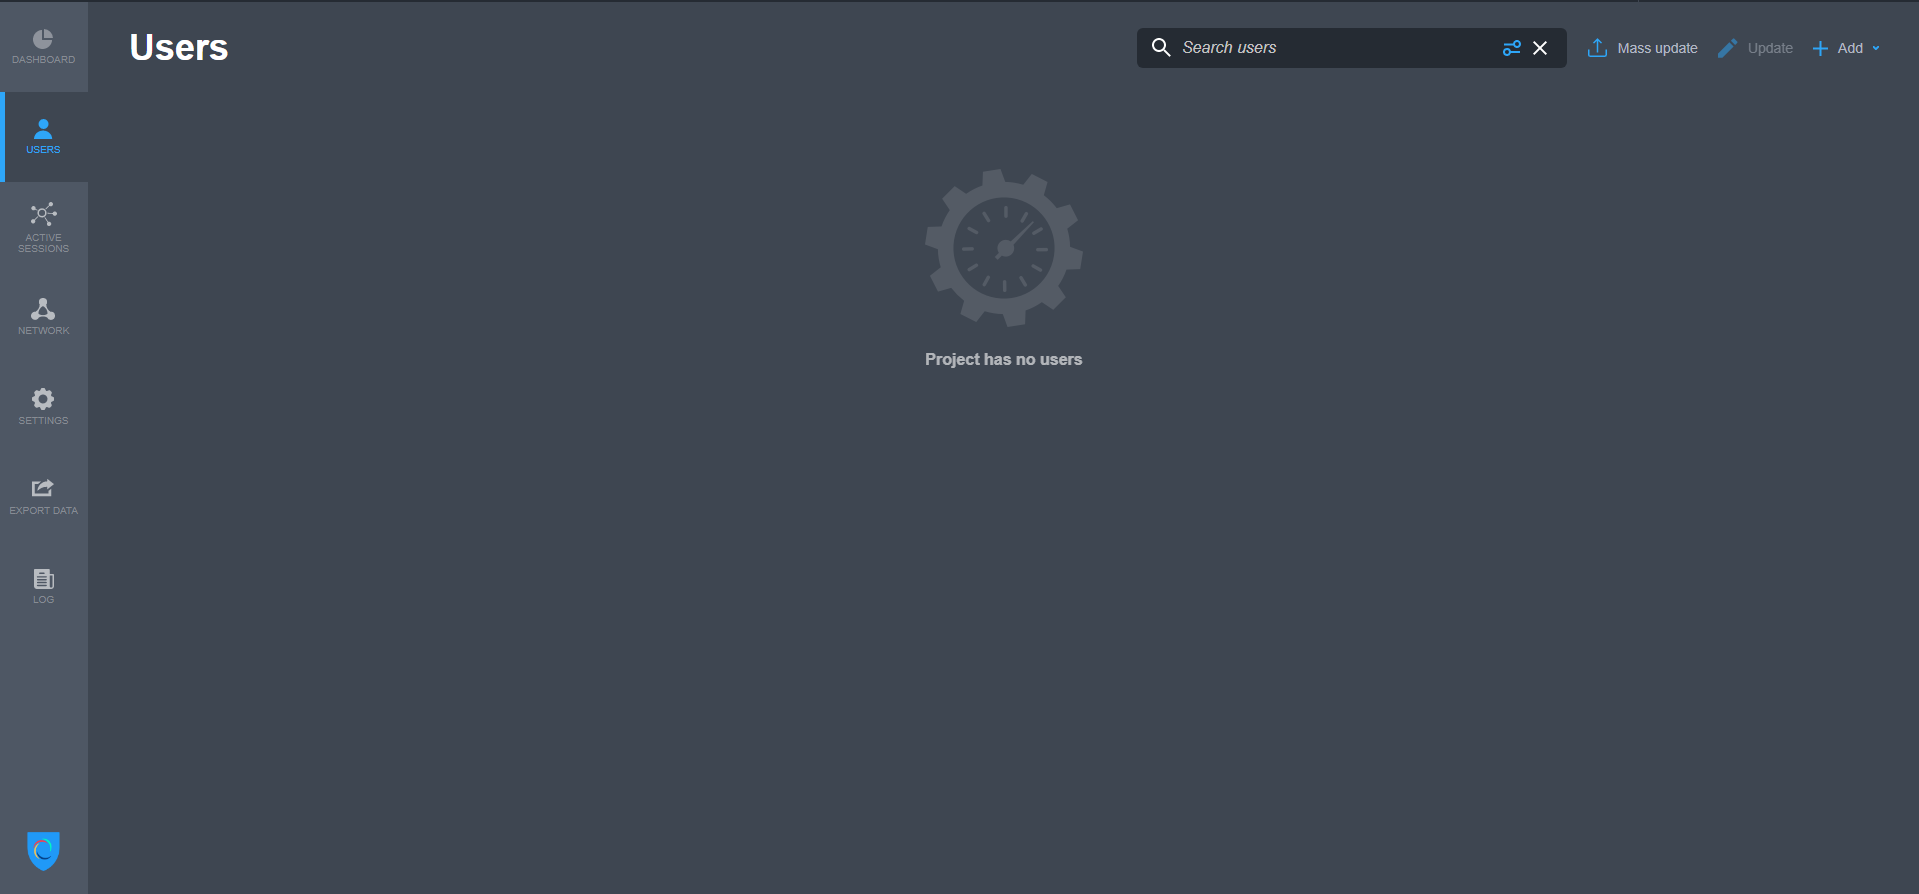 DASHBOARD
USERS
ACTIVE
SESSIONS
NETWORK
SETTINGS
EXPORT DATA
LOG
Users
Search users
Mass update
Update
Add
Project has no users